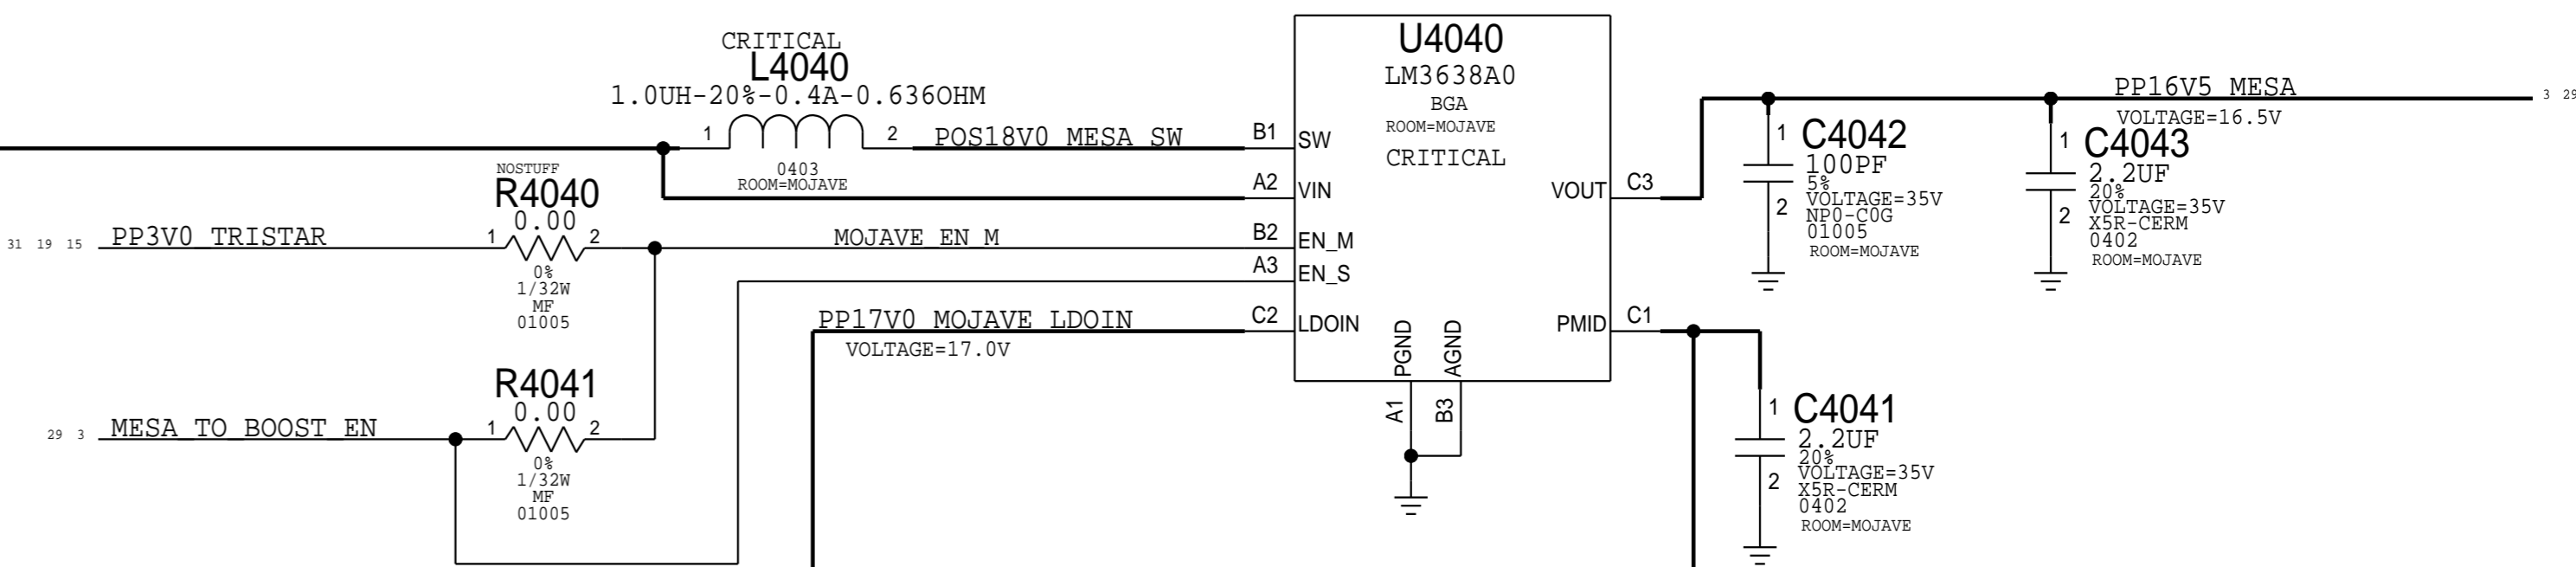 CRITICAL
L4040
1.0UH-20%-0.4A-0.636OHM
1
2
POS18V0_MESA_SW
0403
ROOM=MOJAVE
NOSTUFF
R4040
0.00
PP3V0_TRISTAR
31 19 15
1
2
0%
1/32W
MF
01005
MOJAVE_EN_M
R4041
0.00
29 3
MESA_TO_BOOST_EN
1
2
0%
1/32W
MF
01005
PP17V0_MOJAVE_LDOIN
VOLTAGE=17.0V
U4040
LM3638A0
BGA
ROOM=MOJAVE
CRITICAL
B1 SW
A2 VIN
B2 EN_M
A3 EN_S
C2 LDOIN
VOUT C3
PMID C1
PGND AGND
A1 B3
PP16V5_MESA
VOLTAGE=16.5V
3 29
1
2
C4042
100PF
5%
VOLTAGE=35V
NP0-C0G
01005
ROOM=MOJAVE
1
2
C4043
2.2UF
20%
VOLTAGE=35V
X5R-CERM
0402
ROOM=MOJAVE
1
2
C4041
2.2UF
20%
VOLTAGE=35V
X5R-CERM
0402
ROOM=MOJAVE